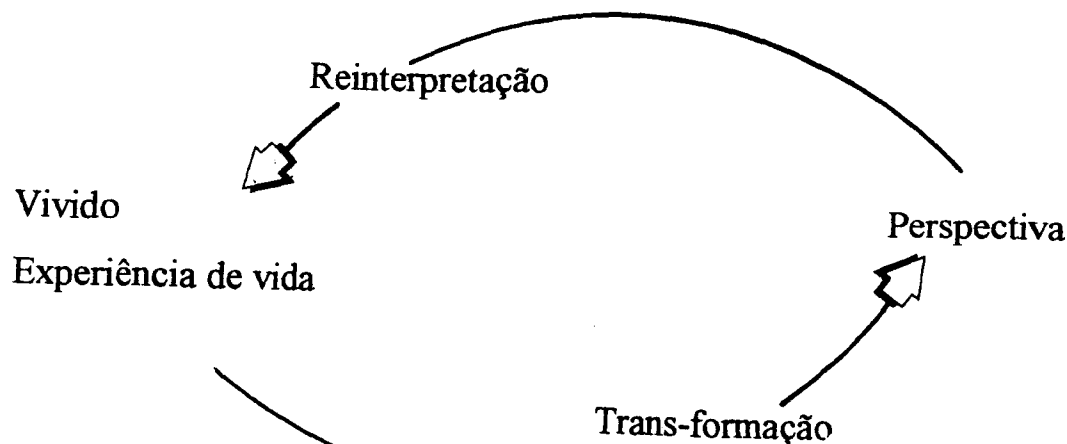 Reinterpretação
Vivido
Perspectiva
Experiência de vida
Trans-formação